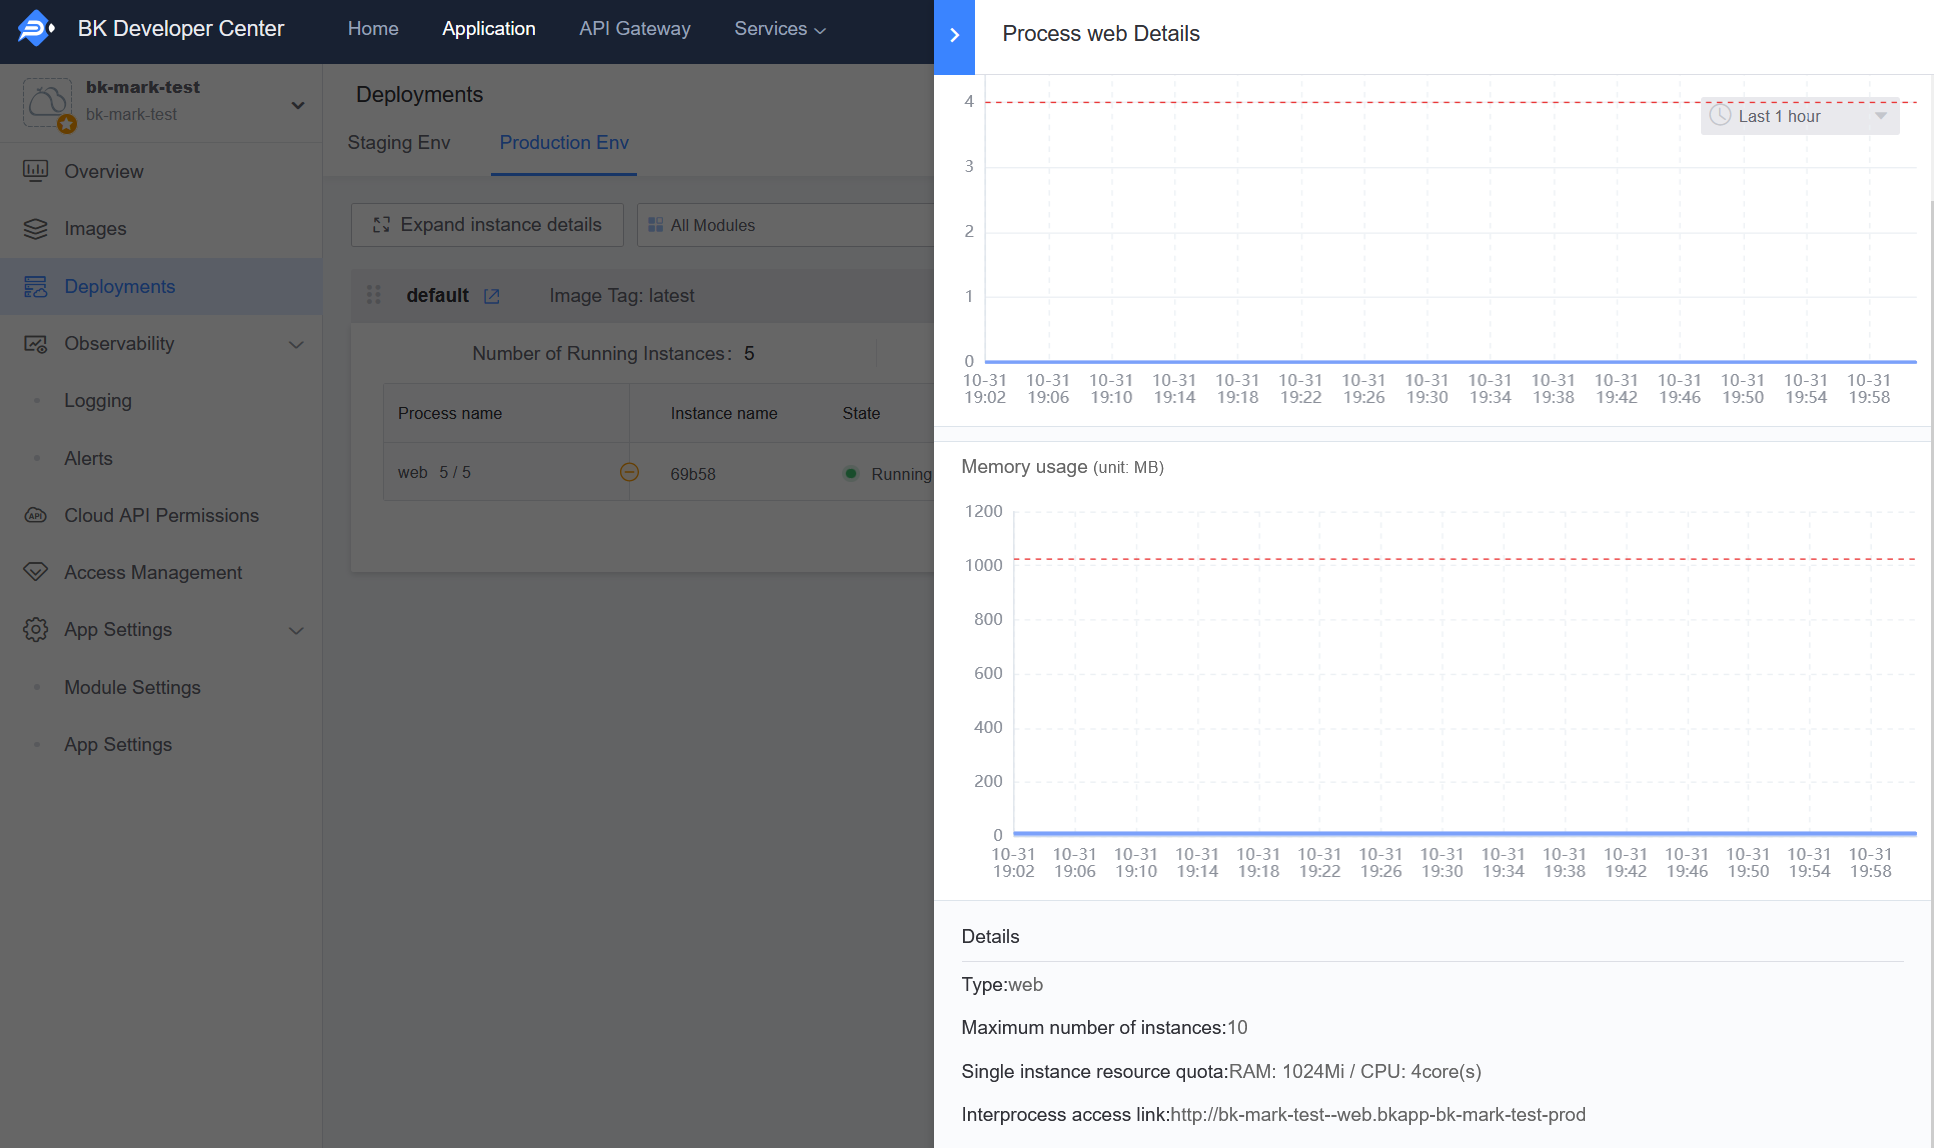 BK Developer Center
Home
Application
API Gateway
Services
bk-mark-test
bk-mark-test
Overview
Images
Deployments
Observability
Logging
Alerts
API
Cloud API Permissions
Access Management
App Settings
Module Settings
App Settings
Deployments
Staging Env
Production Env
Expand instance details
All Modules
default
Image Tag: latest
Number of Running Instances: 5
Process name
Instance name
State
web 5 / 5
69b58
Running
Process web Details
Last 1 hour
4
3
2
1
0
10-31 10-31 10-31 10-31 10-31 10-31 10-31 10-31 10-31 10-31 10-31 10-31 10-31 10-31 10-31
19:02 19:06 19:10 19:14 19:18 19:22 19:26 19:30 19:34 19:38 19:42 19:46 19:50 19:54 19:58
Memory usage (unit: MB)
1200
1000
800
600
400
200
0
10-31 10-31 10-31 10-31 10-31 10-31 10-31 10-31 10-31 10-31 10-31 10-31 10-31 10-31 10-31
19:02 19:06 19:10 19:14 19:18 19:22 19:26 19:30 19:34 19:38 19:42 19:46 19:50 19:54 19:58
Details
Type:web
Maximum number of instances:10
Single instance resource quota:RAM: 1024Mi / CPU: 4core(s)
Interprocess access link:http://bk-mark-test--web.bkapp-bk-mark-test-prod